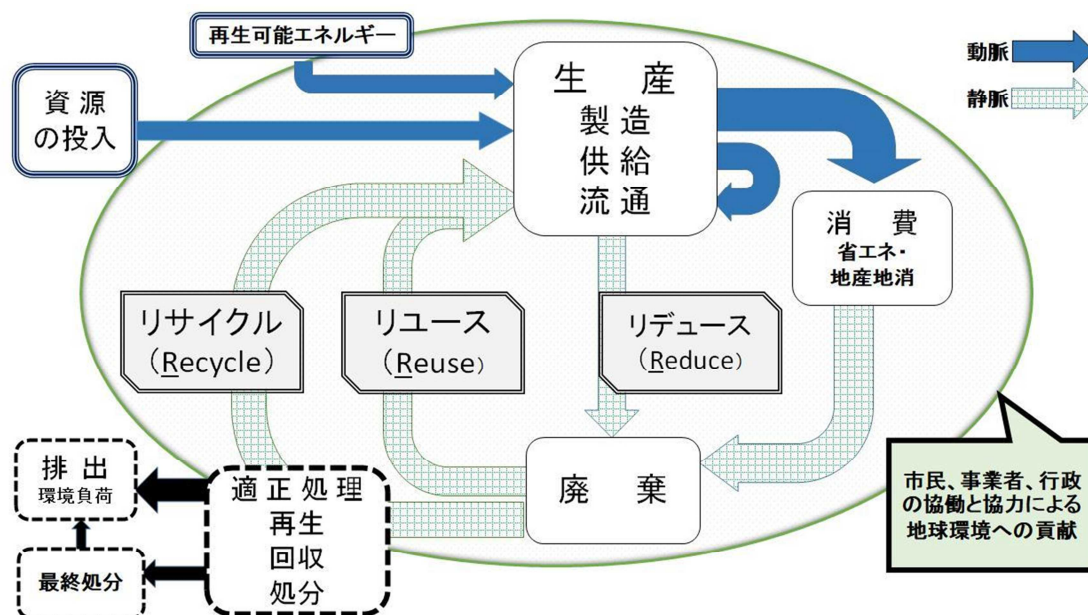 再生可能エネルギー
動脈
静脈
資源
の投入
生産
製造
供給
流通
消費
省エネ・
地産地消
リサイクル
(Recycle)
リユース
(Reuse)
リデュース
(Reduce)
排出
環境負荷
適正処理
再生
回収
処分
廃棄
最終処分
市民、事業者、行政
の協働と協力による
地球環境への貢献